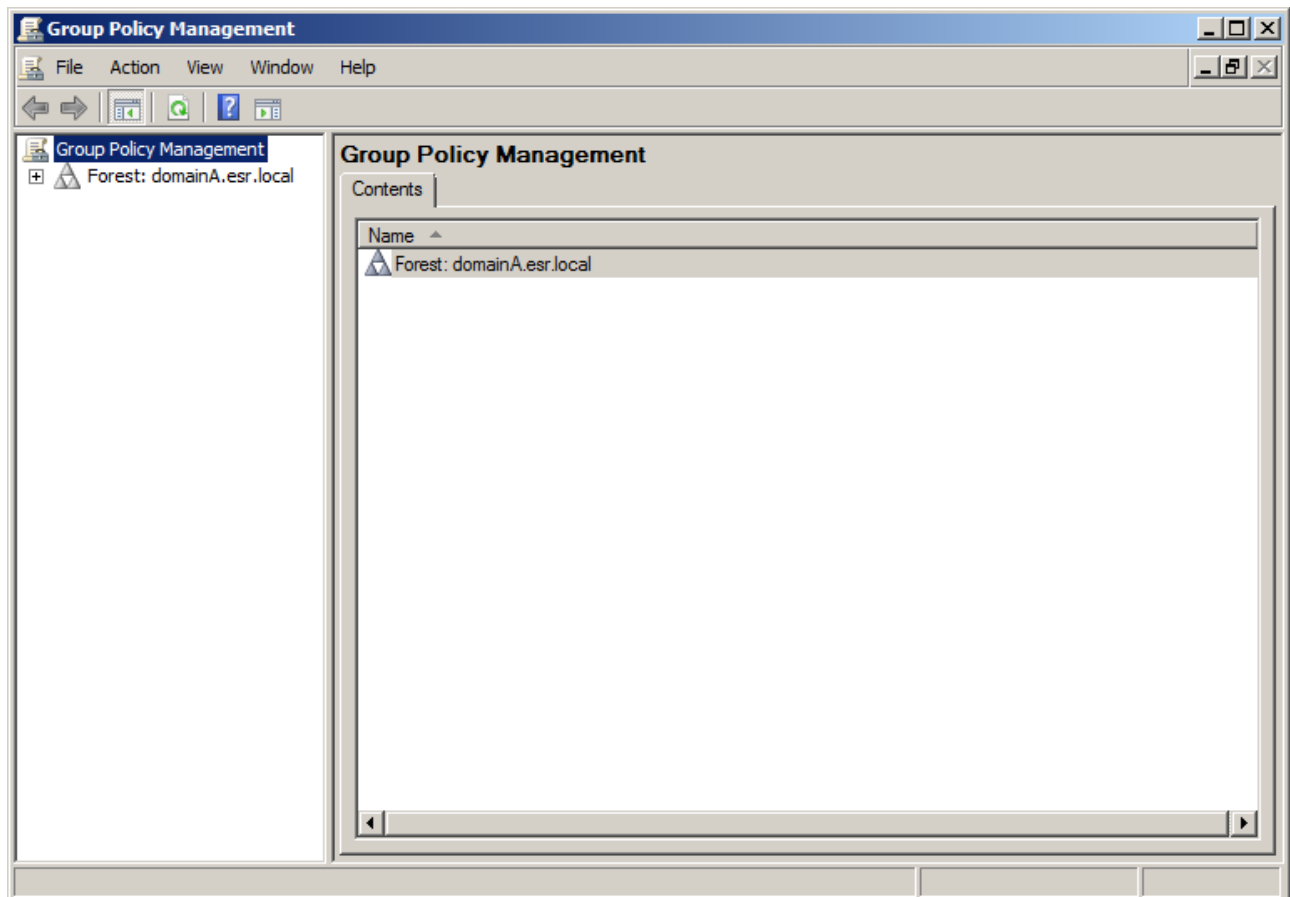 Group Policy Management
File Action View Window Help
Group Policy Management
Forest: domainA.esr.local
Group Policy Management
Contents
Name
Forest: domainA.esr.local